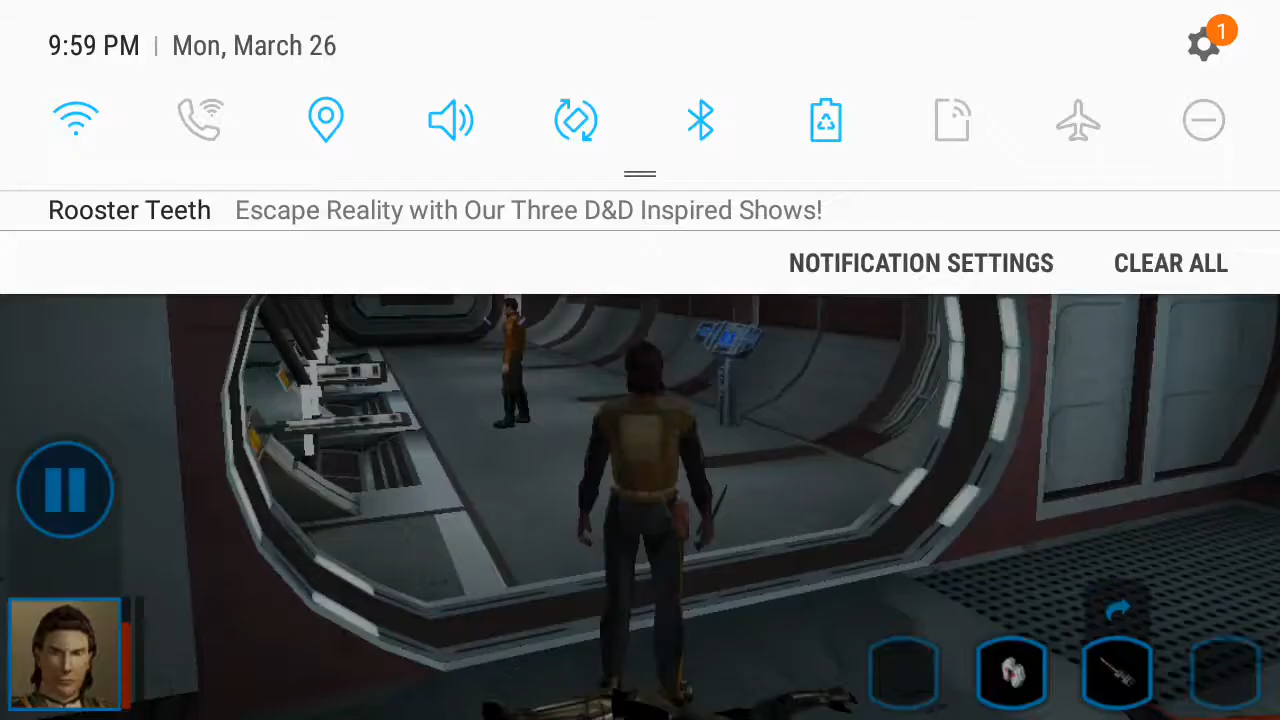 9:59 PM | Mon, March 26
1
Rooster Teeth Escape Reality with Our Three D&D Inspired Shows!
NOTIFICATION SETTINGS CLEAR ALL